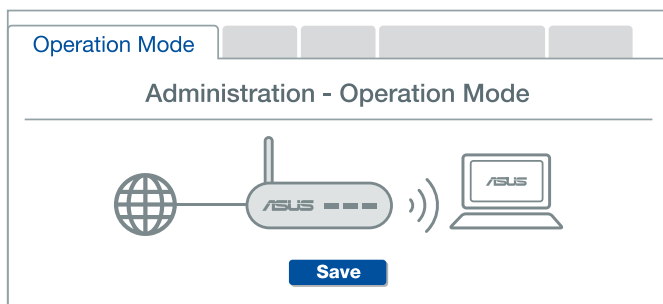 Operation Mode
Administration - Operation Mode
ASUS
ASUS
Save